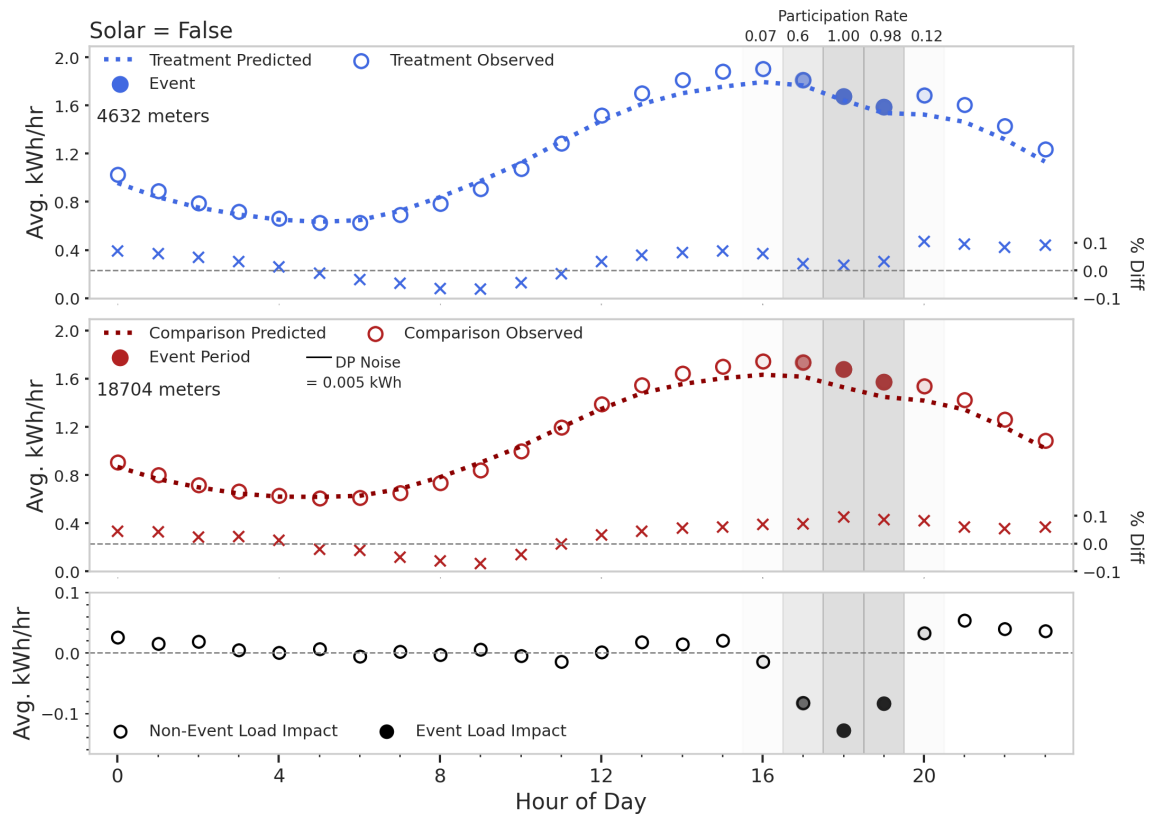 Solar = False
Participation Rate
0.07 0.6 1.00 0.98 0.12
Treatment Predicted
Treatment Observed
Event
4632 meters
2.0
1.6
1.2
0.8
0.4
0.0
Avg. kWh/hr
0.1
0.0
−0.1
% Diff
Comparison Predicted
Comparison Observed
Event Period
DP Noise
= 0.005 kWh
18704 meters
2.0
1.6
1.2
0.8
0.4
0.0
Avg. kWh/hr
0.1
0.0
−0.1
% Diff
0.1
0.0
−0.1
Avg. kWh/hr
Non-Event Load Impact
Event Load Impact
0 4 8 12 16 20
Hour of Day